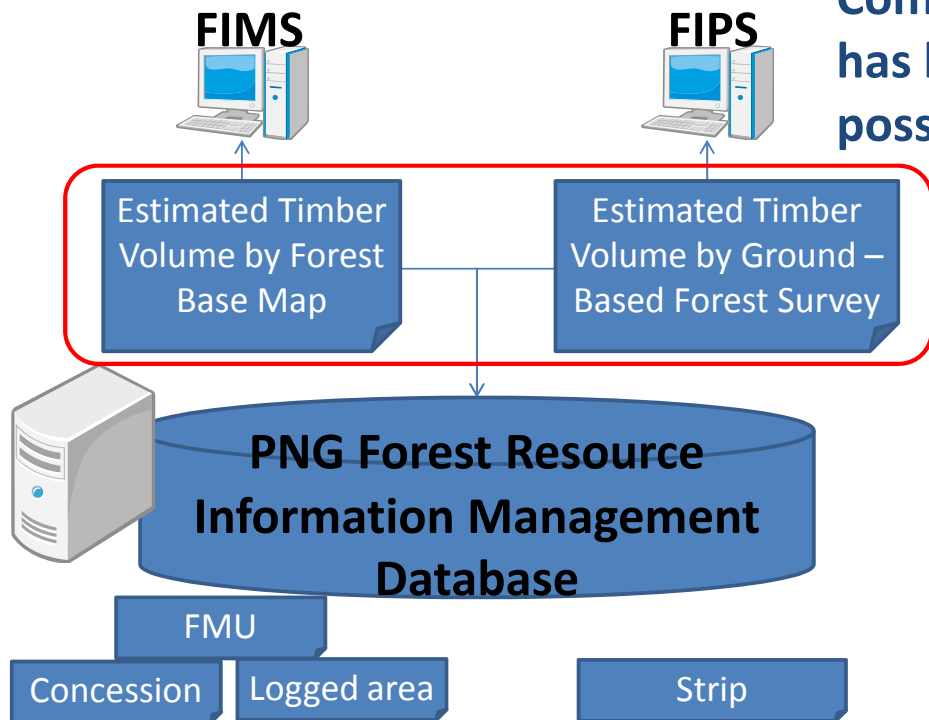 FIMS
FIPS
has
Estimated Timber
Volume by Forest
Base Map
Estimated Timber
Volume by Ground –
Based Forest Survey
PNG Forest Resource
Information Management
Database
FMU
Concession
Logged area
Strip